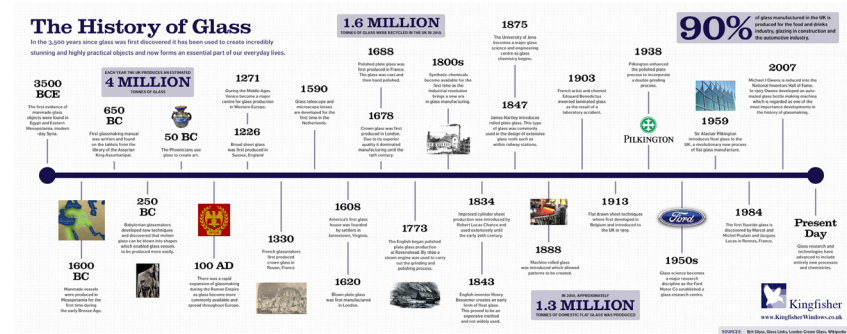 The History of Glass
In the 3,500 years since glass was first discovered it has been used to create incredibly
stunning and highly practical objects and now forms an essential part of our everyday lives.
1.6 MILLION
TONNES OF GLASS WERE RECYCLED IN THE UK IN 2010
90%
of glass manufactured in the UK is
produced for the food and drinks
industry, glazing in construction and
the automotive industry.
EACH YEAR THE UK PRODUCES AN ESTIMATED
4 MILLION
TONNES OF GLASS
3500
BCE
The first evidence of
manmade glass
objects were found in
Egypt and Eastern
Mesopotamia, modern
-day Syria.
650
BC
First glassmaking manual
was written and found
on the tablets from the
library of the Assyrian
King Assurbanipal.
50 BC
The Phoenicians use
glass to create art.
1271
During the Middle Ages
Venice become a major
centre for glass production
in Western Europe.
1226
Broad sheet glass
was first produced in
Sussex, England
1590
Glass telescope and
microscope lenses
are developed for the
first time in the
Netherlands.
1688
Polished plate glass was
first produced in France.
The glass was cast and
then hand polished.
1678
Crown glass was first
produced in London.
Due to its superior
quality it dominated
manufacturing until the
19th century.
1800s
Synthetic chemicals
become available for the
first time as the
Industrial revolution
brings a new era
in glass manufacturing.
1875
The University of Jena
becomes a major glass
science and engineering
centre as glass
chemistry begins.
1847
James Hartley introduces
rolled plate glass. This type
of glass was commonly
used in the design of extensive
glass roofs such as
within railway stations.
1903
French artist and chemist
Edouard Benedictus
invented laminated glass
as the result of a
laboratory accident.
1938
Pilkington enhanced
the polished plate
process to incorporate
a double grinding
process.
PILKINGTON
1959
Sir Alastair Pilkington
introduces float glass to the
UK, a revolutionary new process
of flat glass manufacture.
2007
Michael J Owens is inducted into the
National Inventors Hall of Fame.
In 1903 Owens developed an auto-
mated glass bottle making machine
which is regarded as one of the
most importance developments in
the history of glassmaking.
1600
BC
Manmade vessels
were produced in
Mesopotamia for the
first time during
the early Bronze Age.
250
BC
Babylonian glassmakers
developed new techniques
and discovered that molten
glass can be blown into shapes
which enabled glass vessels
to be produced more easily.
100 AD
There was a rapid
expansion of glassmaking
during the Roman Empire
as glass become more
commonly available and
spread throughout Europe.
1330
French glassmakers
first produced
crown glass in
Rouen, France
1608
America's first glass
house was founded
by settlers in
Jamestown, Virginia.
1620
Blown plate glass
was first manufactured
in London.
1773
The English began polished
plate glass production
at Ravenshead. By 1800 a
steam engine was used to carry
out the grinding and
polishing process.
1834
Improved cylinder sheet
production was introduced by
Robert Lucas Chance and
used extensively until
the early 20th century.
1843
English inventor Henry
Bessemer creates an early
form of float glass.
This proved to be an
expensive method
and not widely used.
1888
Machine rolled glass
was introduced which allowed
patterns to be created.
1913
Flat drawn sheet techniques
where first developed in
Belgium and introduced to
the UK in 1919.
IN 2010, APPROXIMATELY
1.3 MILLION
TONNES OF DOMESTIC FLAT GLASS WAS PRODUCED
Ford
1950s
Glass science becomes
a major research
discipline as the Ford
Motor Co established a
glass research centre.
1984
The first fluoride glass is
discovered by Marcel and
Michel Poulain and Jacques
Lucas in Rennes, France.
Present
Day
Glass research and
technologies have
advanced to include
entirely new processes
and chemistries.
Kingfisher
www.KingfisherWindows.co.uk
SOURCES: Brit Glass, Glass Links, London Crown Glass, Wikipedia